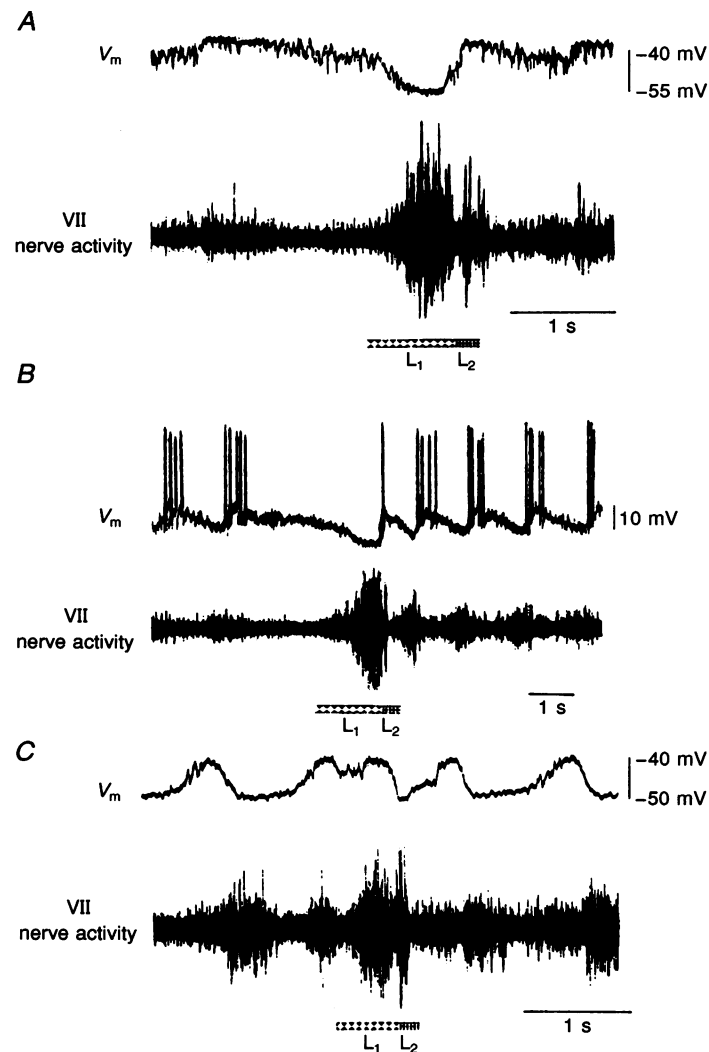 A
Vm
−40 mV
−55 mV
VII
nerve activity
1 s
L1 L2
B
Vm
10 mV
VII
nerve activity
1 s
L1 L2
C
Vm
−40 mV
−50 mV
VII
nerve activity
1 s
L1 L2